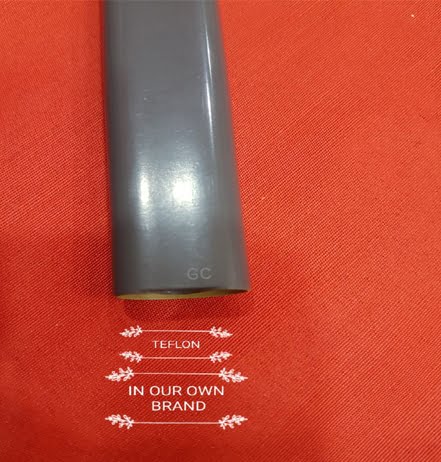 GC
TEFLON
IN OUR OWN
BRAND